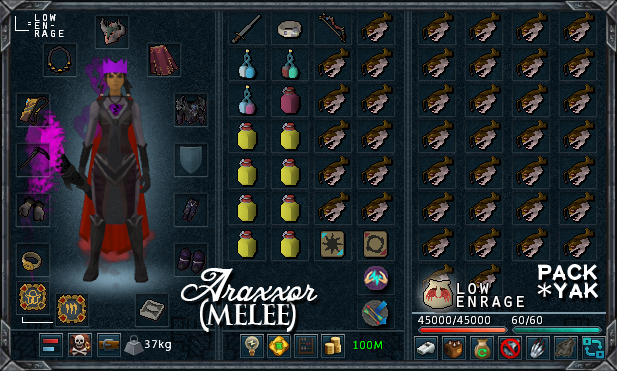 LOW
EN-
RAGE
Araxxor
(MELEE)
LOW
ENRAGE
PACK
*YAK
45000/45000
60/60
37kg
100M